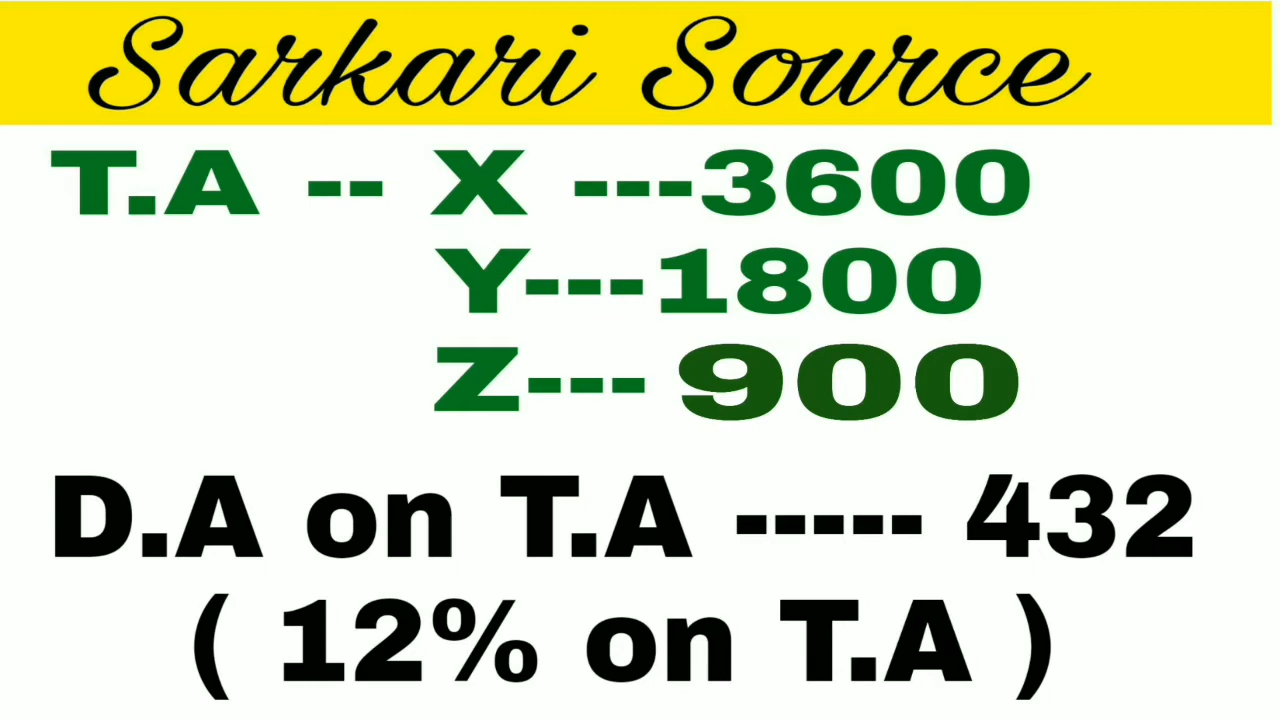 Sarkari Source
T.A -- X ---3600
Y---1800
Z--- 900
D.A on T.A ----- 432
( 12% on T.A )